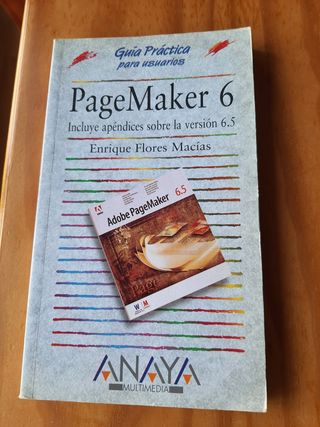 Guía Práctica
para usuarios
PageMaker 6
Incluye apéndices sobre la versión 6.5
Enrique Flores Macías
Adobe PageMaker
6.5
Page
ANAYA
MULTIMEDIA